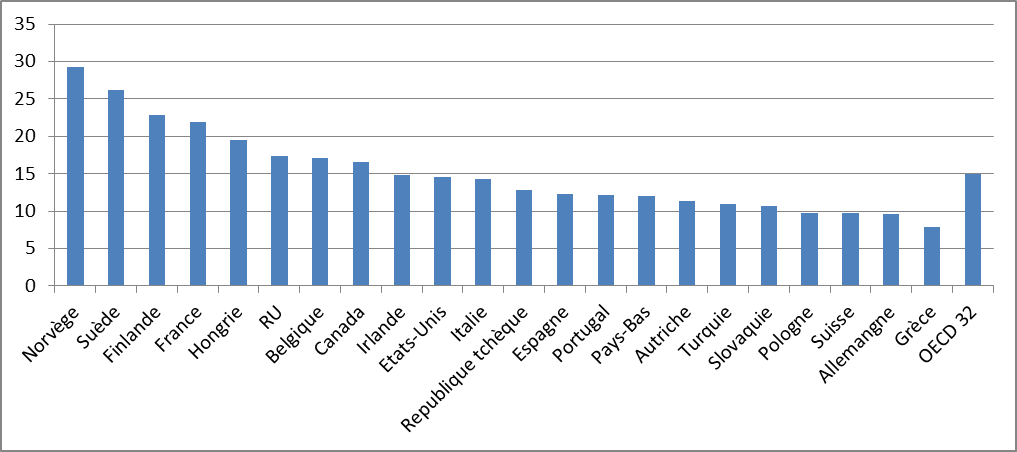 35
30
25
20
15
10
5
0
Norvège
Suède
Finlande
France
Hongrie
RU
Belgique
Canada
Irlande
Etats-Unis
Italie
Republique tchèque
Espagne
Portugal
Pays-Bas
Autriche
Turquie
Slovaquie
Pologne
Suisse
Allemangne
Grèce
OECD 32